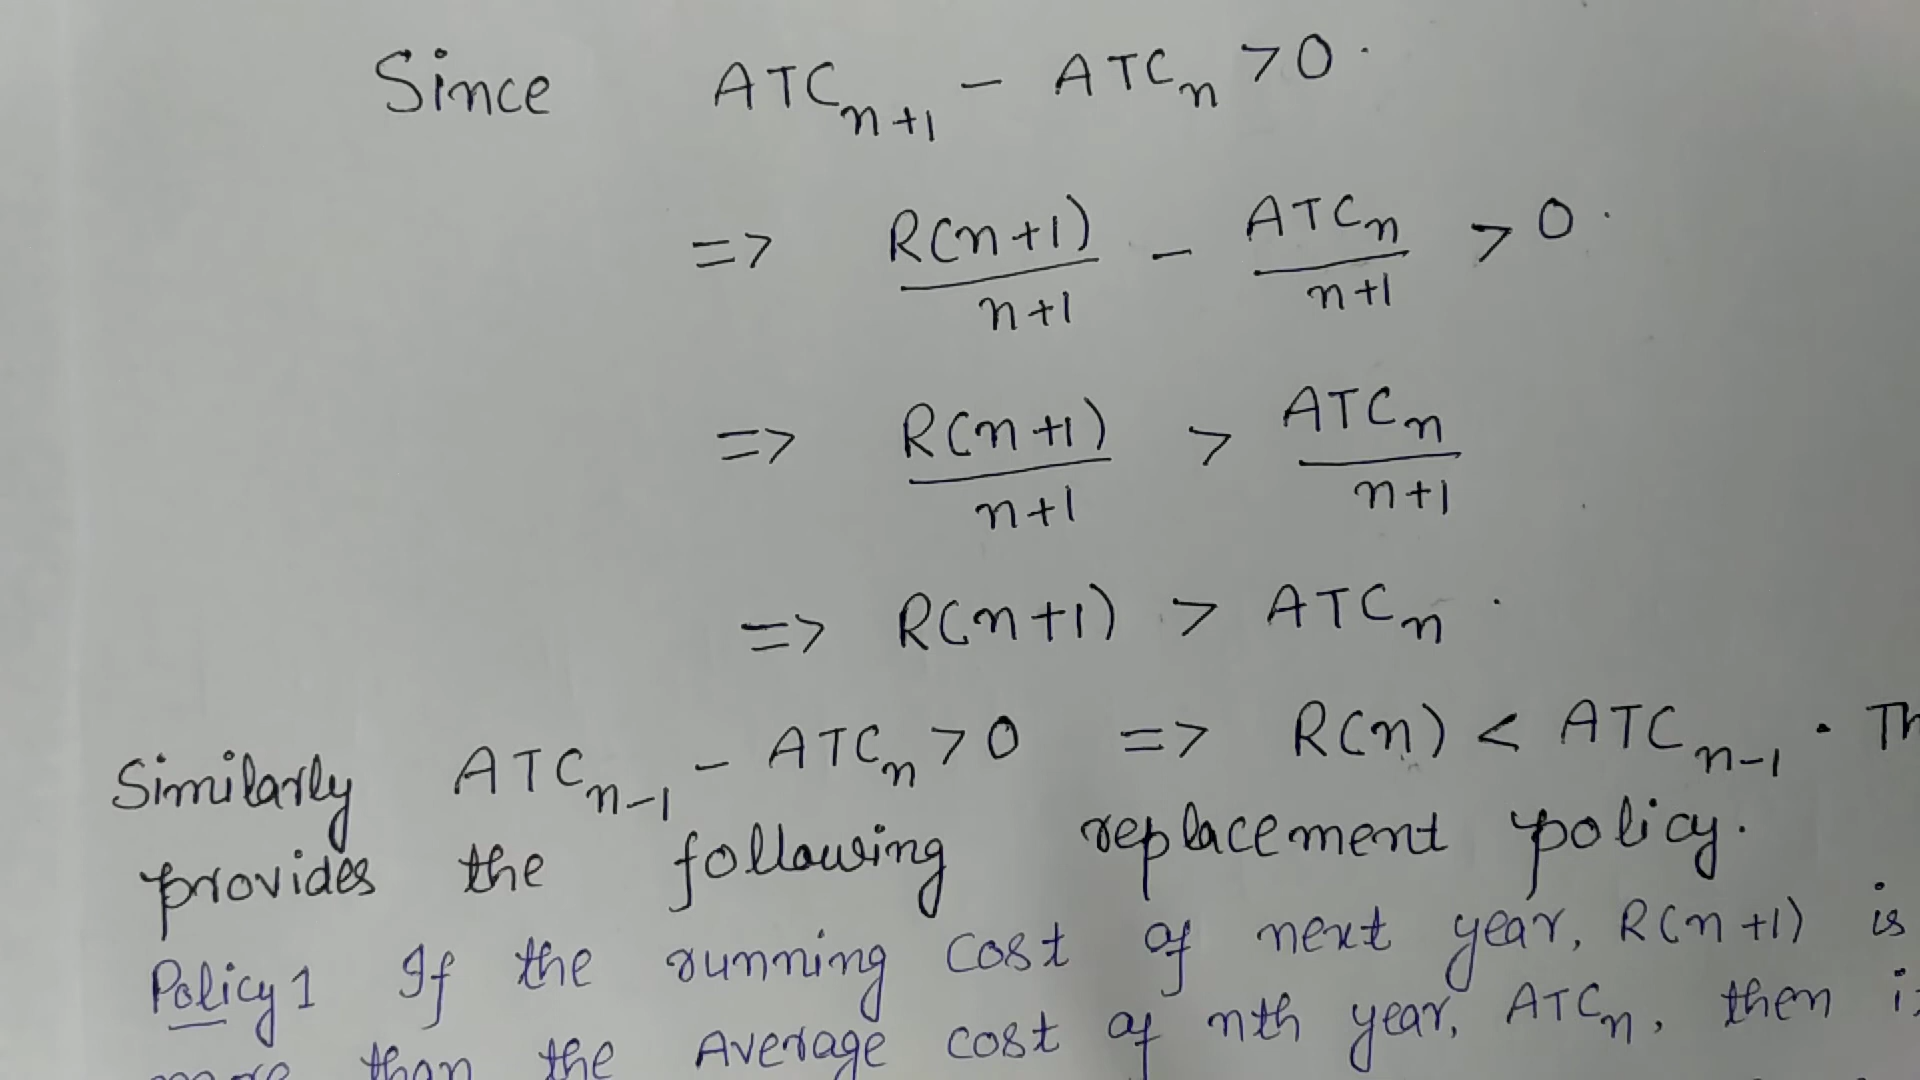 Since ATCₙ₊₁ - ATCₙ > 0.
=> R(n+1)/n+1 - ATCₙ/n+1 > 0.
=> R(n+1)/n+1 > ATCₙ/n+1
=> R(n+1) > ATCₙ.
Similarly ATCₙ₋₁ - ATCₙ > 0 => R(n) < ATCₙ₋₁.
provides the following replacement policy.
Policy 1 If the running cost of next year, R(n+1) is
more than the Average cost of nth year, ATCₙ, then